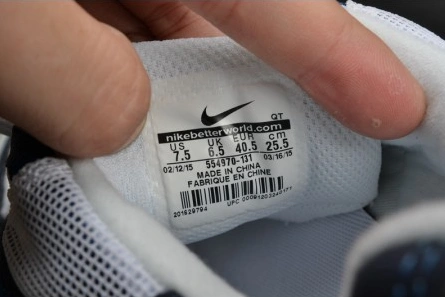 QT
nikebetterworld.com
US UK EUR cm
7.5 6.5 40.5 25.5
02/12/15 554970-131 03/16/15
MADE IN CHINA
FABRIQUE EN CHINE
201529794